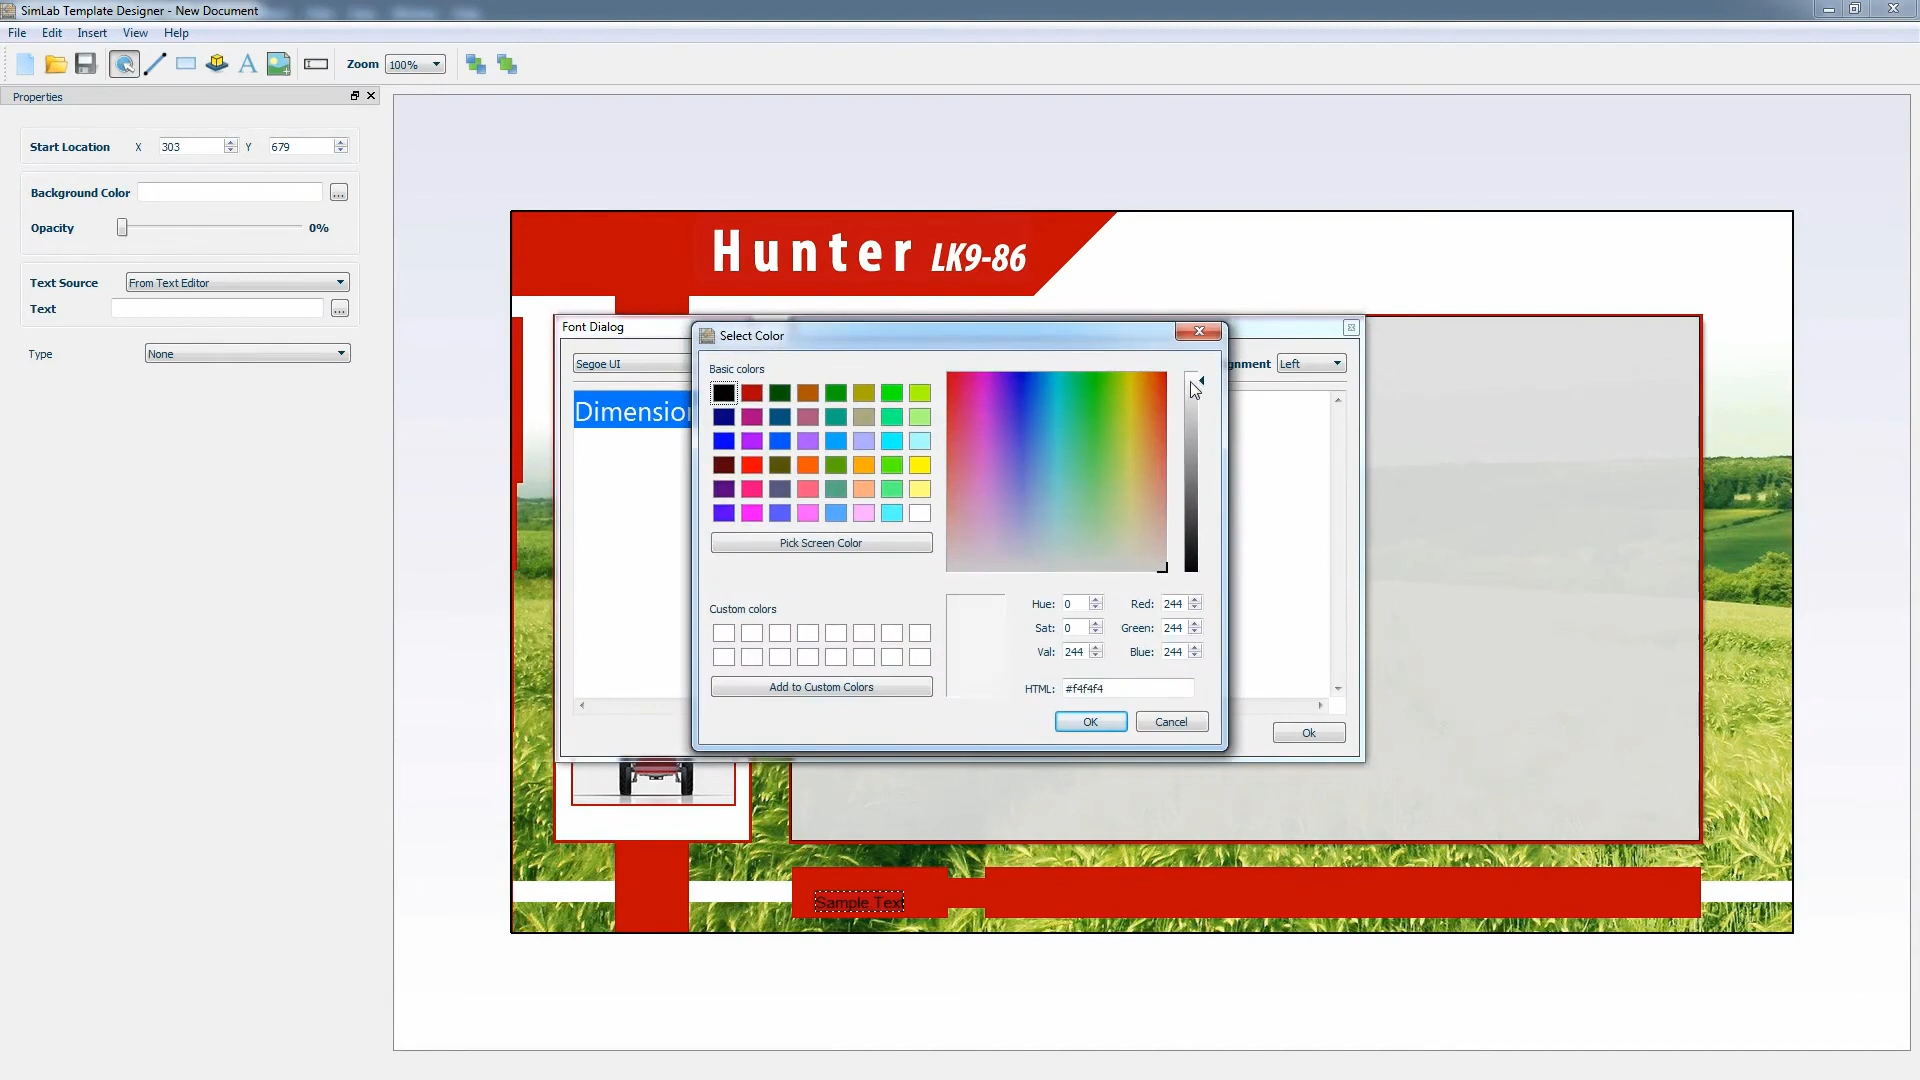 SimLab Template Designer - New Document
File Edit Insert View Help
Zoom 100%
Properties
Start Location X 303 Y 679
Background Color ...
Opacity 0%
Text Source From Text Editor
Text ...
Type None
Hunter LK9-86
Font Dialog
Segoe UI
Left
Dimension
Select Color
Basic colors
Pick Screen Color
Custom colors
Add to Custom Colors
Hue: 0 Red: 244
Sat: 0 Green: 244
Val: 244 Blue: 244
HTML: #f4f4f4
OK Cancel
Ok
Sample Text